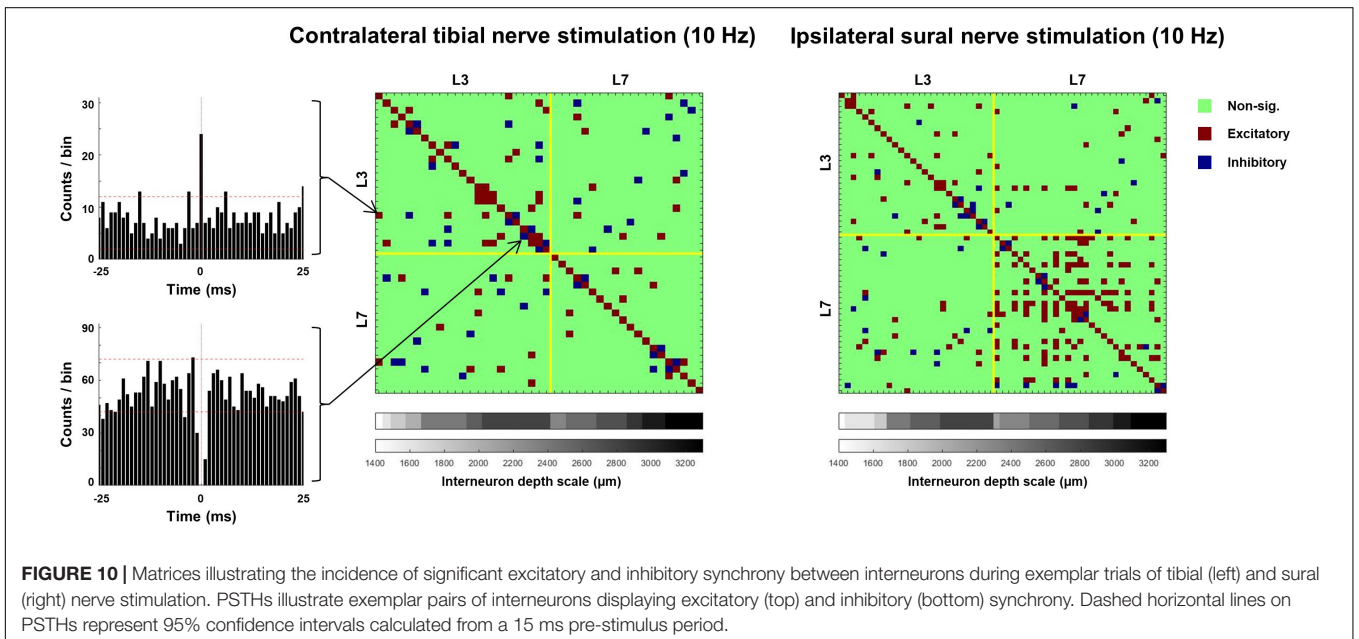 Contralateral tibial nerve stimulation (10 Hz)
Ipsilateral sural nerve stimulation (10 Hz)
L3
L7
L3
L7
30
20
10
0
Counts / bin
-25
0
25
Time (ms)
90
60
30
0
Counts / bin
-25
0
25
Time (ms)
L3
L7
L3
L7
Non-sig.
Excitatory
Inhibitory
1400 1600 1800 2000 2200 2400 2600 2800 3000 3200
Interneuron depth scale (µm)
1400 1600 1800 2000 2200 2400 2600 2800 3000 3200
Interneuron depth scale (µm)
FIGURE 10 | Matrices illustrating the incidence of significant excitatory and inhibitory synchrony between interneurons during exemplar trials of tibial (left) and sural
(right) nerve stimulation. PSTHs illustrate exemplar pairs of interneurons displaying excitatory (top) and inhibitory (bottom) synchrony. Dashed horizontal lines on
PSTHs represent 95% confidence intervals calculated from a 15 ms pre-stimulus period.